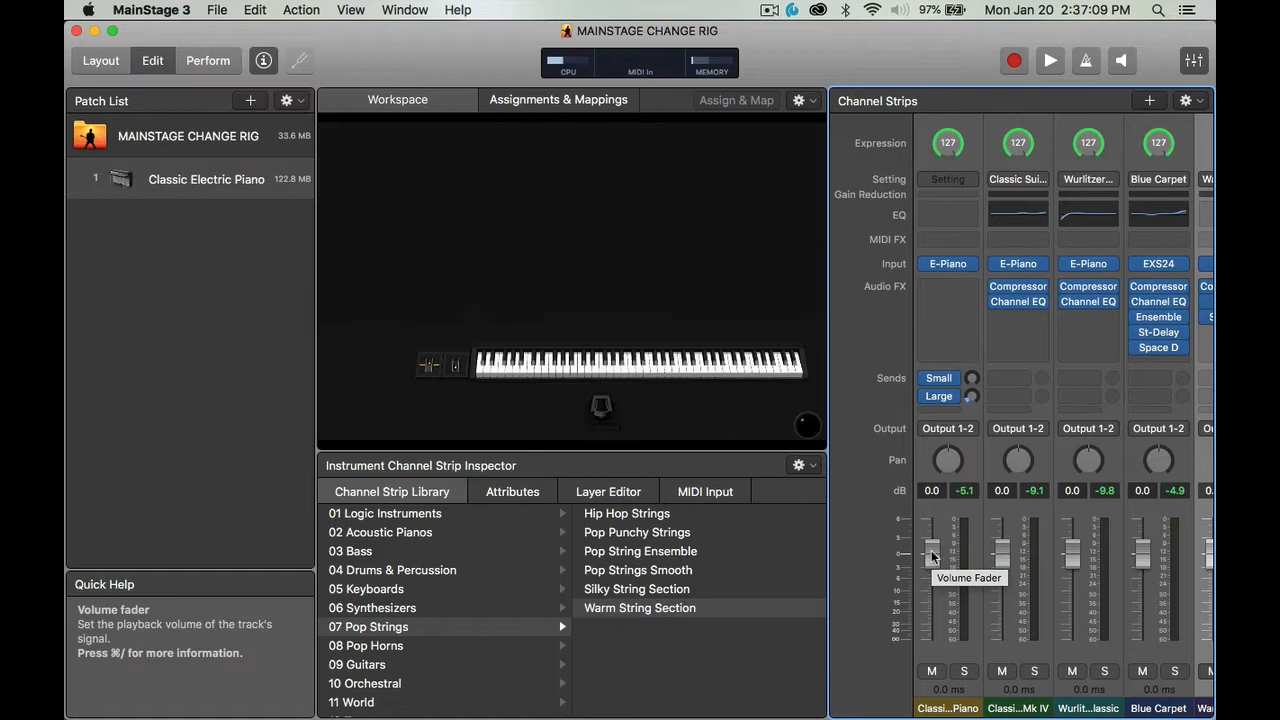 MainStage 3 File Edit Action View Window Help 97% Mon Jan 20 2:37:09 PM
MAINSTAGE CHANGE RIG
Layout Edit Perform
CPU MIDI In MEMORY
Patch List
MAINSTAGE CHANGE RIG 33.6 MB
1 Classic Electric Piano 122.8 MB
Quick Help
Volume fader
Set the playback volume of the track's
signal.
Press ⌘/ for more information.
Workspace Assignments & Mappings Assign & Map
Instrument Channel Strip Inspector
Channel Strip Library Attributes Layer Editor MIDI Input
01 Logic Instruments
02 Acoustic Pianos
03 Bass
04 Drums & Percussion
05 Keyboards
06 Synthesizers
07 Pop Strings
08 Pop Horns
09 Guitars
10 Orchestral
11 World
Hip Hop Strings
Pop Punchy Strings
Pop String Ensemble
Pop Strings Smooth
Silky String Section
Warm String Section
Channel Strips
Expression 127 127 127 127
Setting Setting Classic Sui... Wurlitzer... Blue Carpet
Gain Reduction
EQ
MIDI FX
Input E-Piano E-Piano E-Piano EXS24
Audio FX Compressor Compressor Compressor
Channel EQ Channel EQ Channel EQ
Ensemble
St-Delay
Space D
Sends Small
Large
Output Output 1-2 Output 1-2 Output 1-2 Output 1-2
Pan
dB 0.0 -5.1 0.0 -9.1 0.0 -9.8 0.0 -4.9
Volume Fader
M S M S M S M S
0.0 ms 0.0 ms 0.0 ms 0.0 ms
Classi...Piano Classi...Mk IV Wurlit...lassic Blue Carpet